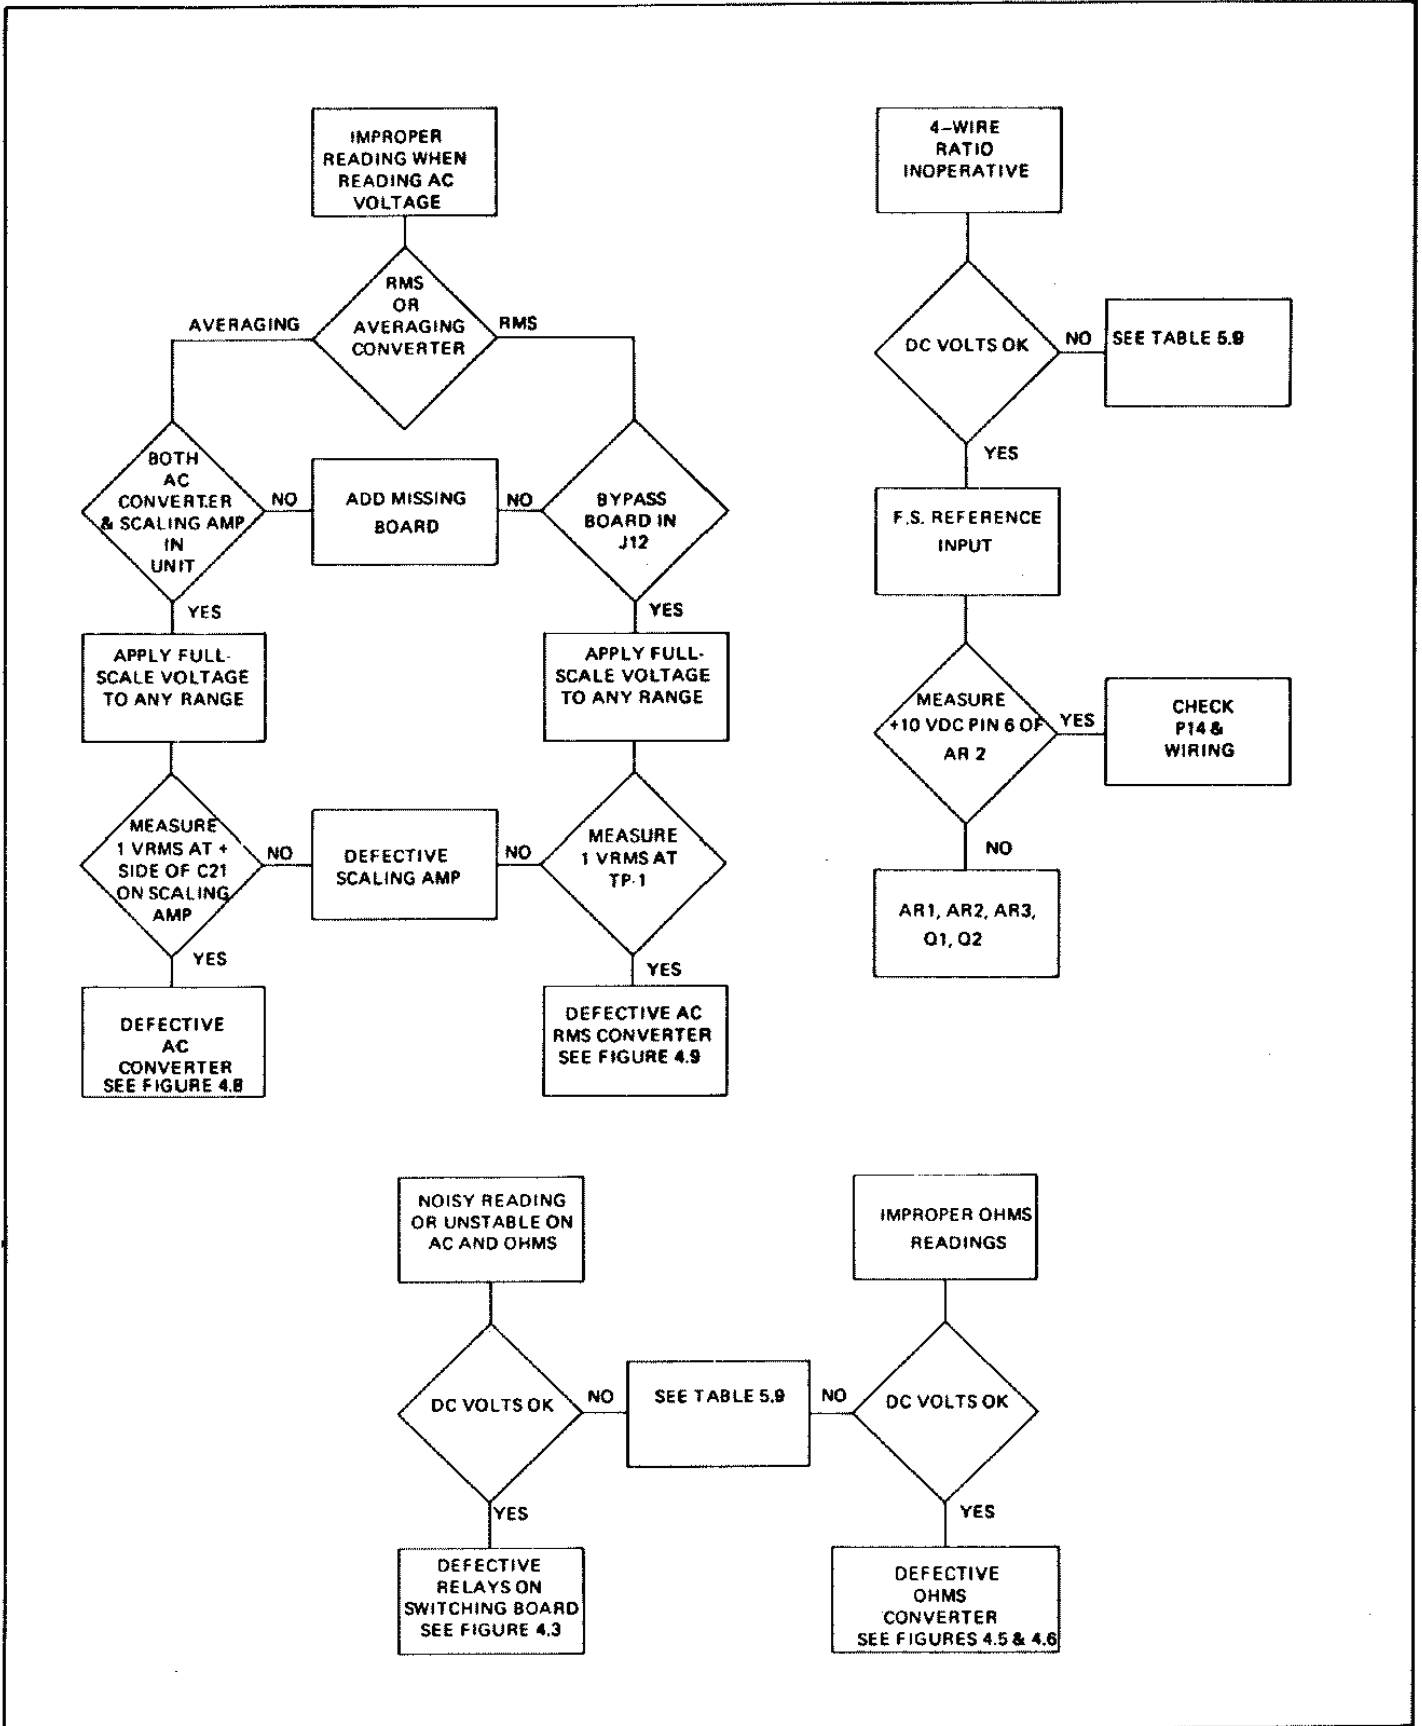 IMPROPER
READING WHEN
READING AC
VOLTAGE
RMS
OR
AVERAGING
CONVERTER
AVERAGING
RMS
BOTH
AC
CONVERTER
& SCALING AMP
IN
UNIT
NO
ADD MISSING
BOARD
NO
BYPASS
BOARD IN
J12
YES
YES
APPLY FULL-
SCALE VOLTAGE
TO ANY RANGE
APPLY FULL-
SCALE VOLTAGE
TO ANY RANGE
MEASURE
1 VRMS AT +
SIDE OF C21
ON SCALING
AMP
NO
DEFECTIVE
SCALING AMP
NO
MEASURE
1 VRMS AT
TP-1
YES
YES
DEFECTIVE
AC
CONVERTER
SEE FIGURE 4.8
DEFECTIVE AC
RMS CONVERTER
SEE FIGURE 4.9
4-WIRE
RATIO
INOPERATIVE
DC VOLTS OK
NO
SEE TABLE 5.9
YES
F.S. REFERENCE
INPUT
MEASURE
+10 VDC PIN 6 OF
AR 2
YES
CHECK
P14 &
WIRING
NO
AR1, AR2, AR3,
Q1, Q2
NOISY READING
OR UNSTABLE ON
AC AND OHMS
DC VOLTS OK
NO
SEE TABLE 5.9
NO
IMPROPER OHMS
READINGS
DC VOLTS OK
YES
YES
DEFECTIVE
RELAYS ON
SWITCHING BOARD
SEE FIGURE 4.3
DEFECTIVE
OHMS
CONVERTER
SEE FIGURES 4.5 & 4.6